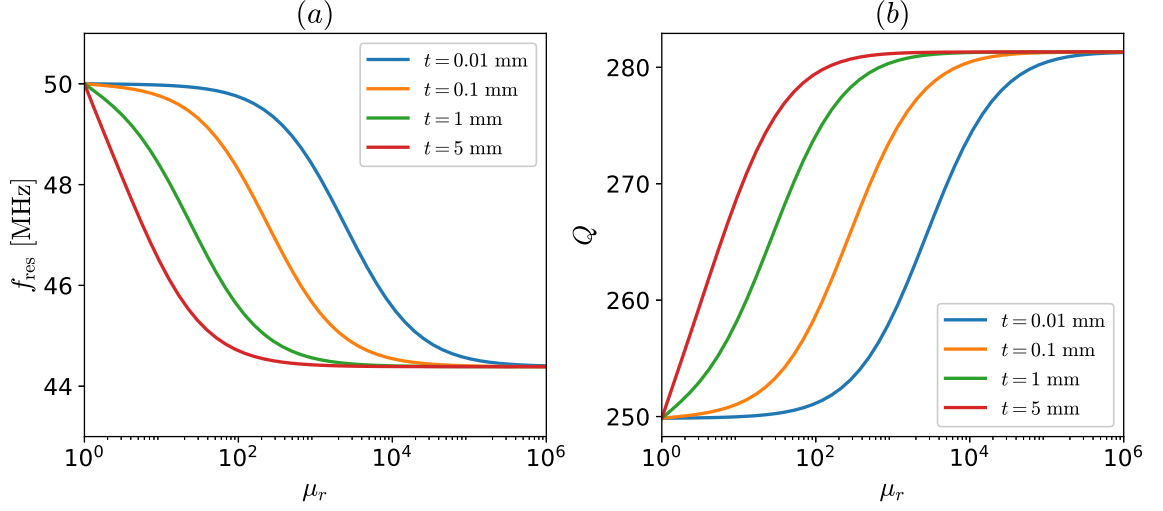 (a)
50
48
46
44
f_res [MHz]
t = 0.01 mm
t = 0.1 mm
t = 1 mm
t = 5 mm
10^0
10^2
10^4
10^6
μ_r
(b)
280
270
260
250
Q
t = 0.01 mm
t = 0.1 mm
t = 1 mm
t = 5 mm
10^0
10^2
10^4
10^6
μ_r